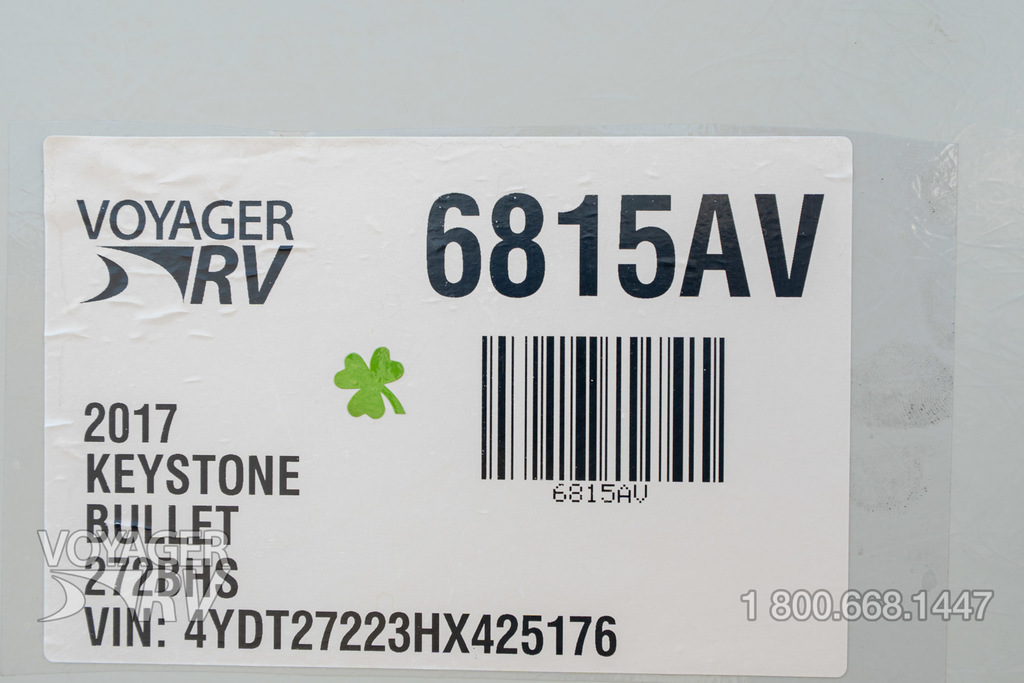 VOYAGER
RV
6815AV
6815AV
2017
KEYSTONE
BULLET
272BHS
VIN: 4YDT27223HX425176
VOYAGER
RV
1 800.668.1447